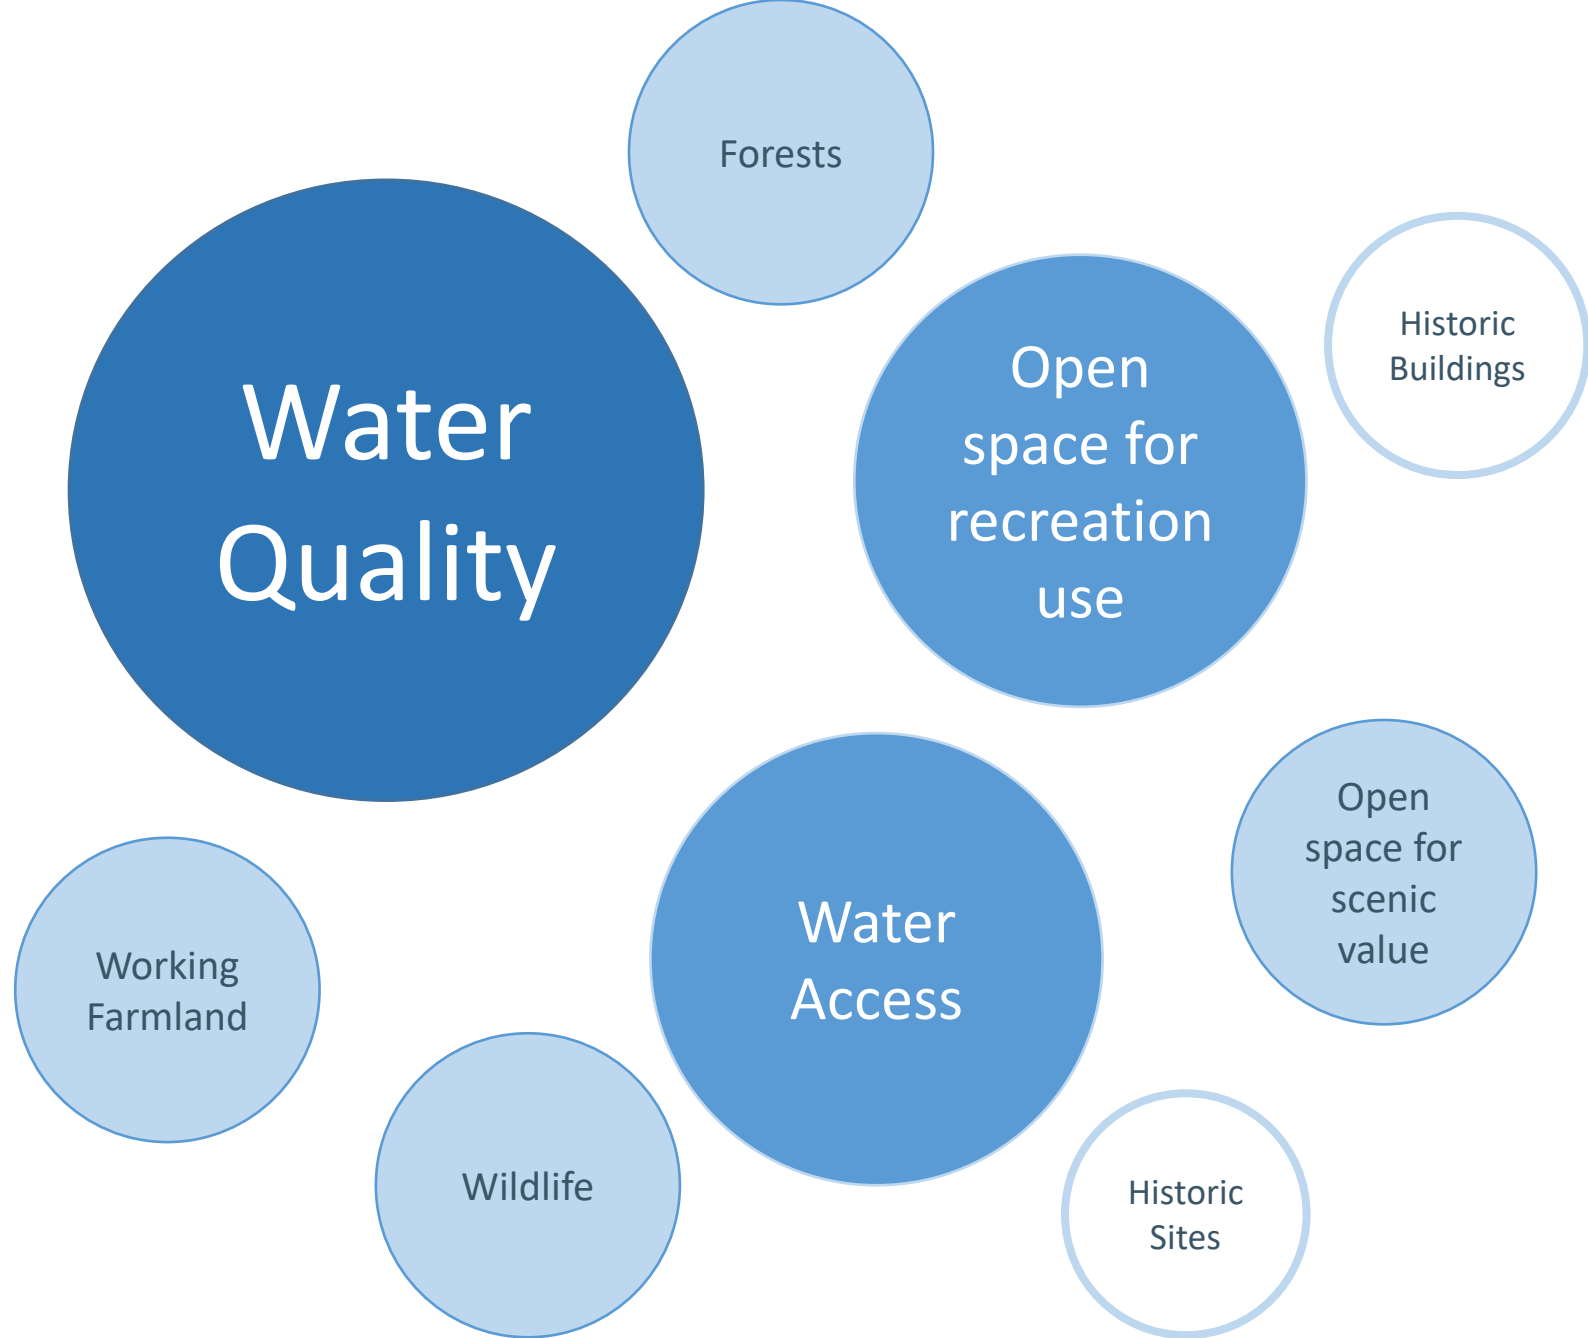 Forests
Water
Quality
Open
space for
recreation
use
Historic
Buildings
Open
space for
scenic
value
Water
Access
Working
Farmland
Wildlife
Historic
Sites